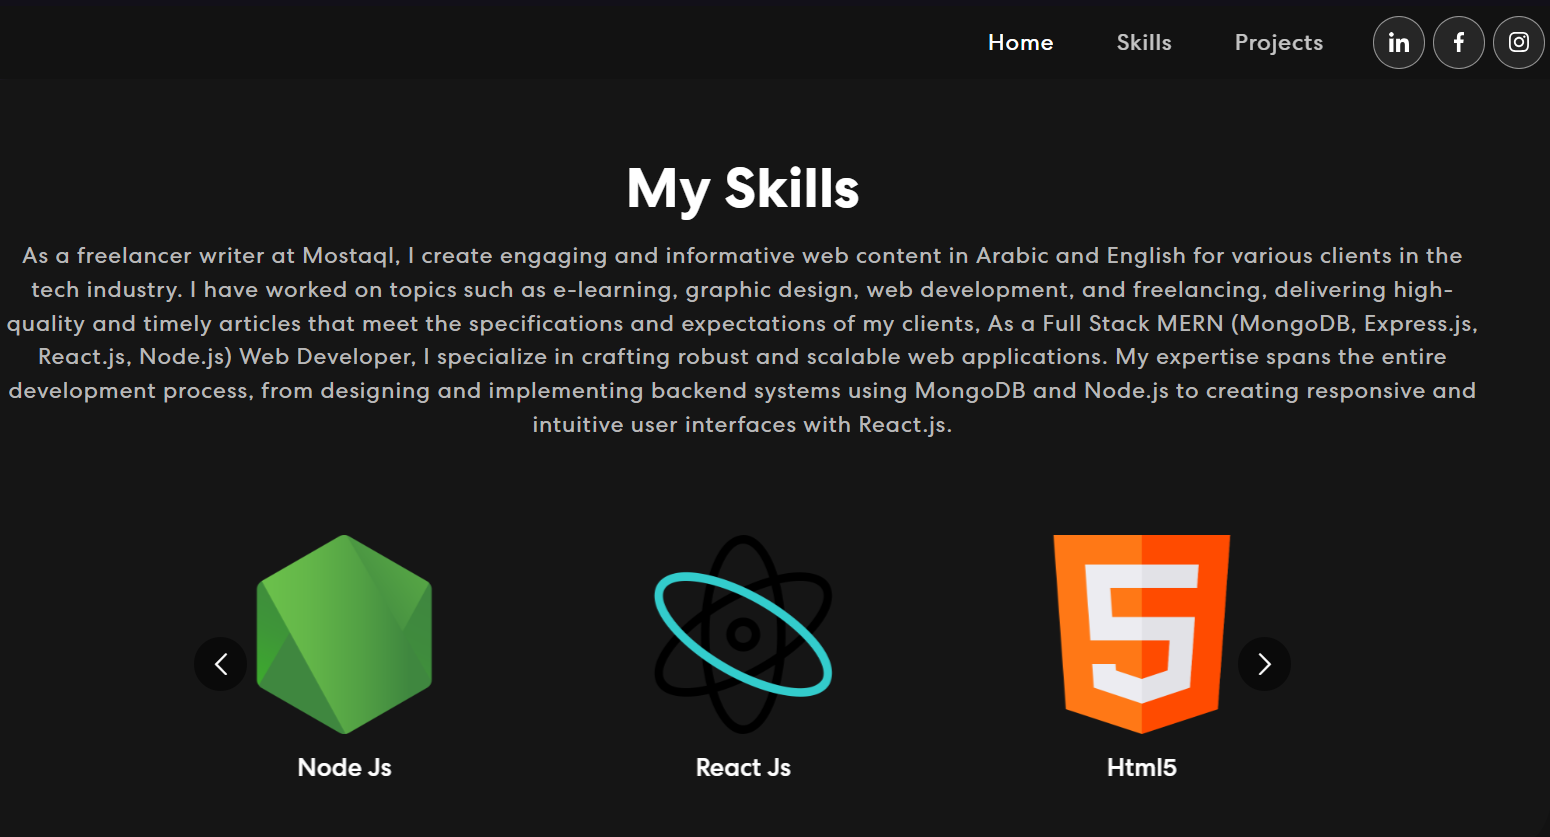 Home Skills Projects in f
My Skills
As a freelancer writer at Mostaql, I create engaging and informative web content in Arabic and English for various clients in the
tech industry. I have worked on topics such as e-learning, graphic design, web development, and freelancing, delivering high-
quality and timely articles that meet the specifications and expectations of my clients, As a Full Stack MERN (MongoDB, Express.js,
React.js, Node.js) Web Developer, I specialize in crafting robust and scalable web applications. My expertise spans the entire
development process, from designing and implementing backend systems using MongoDB and Node.js to creating responsive and
intuitive user interfaces with React.js.
5
Node Js React Js Html5